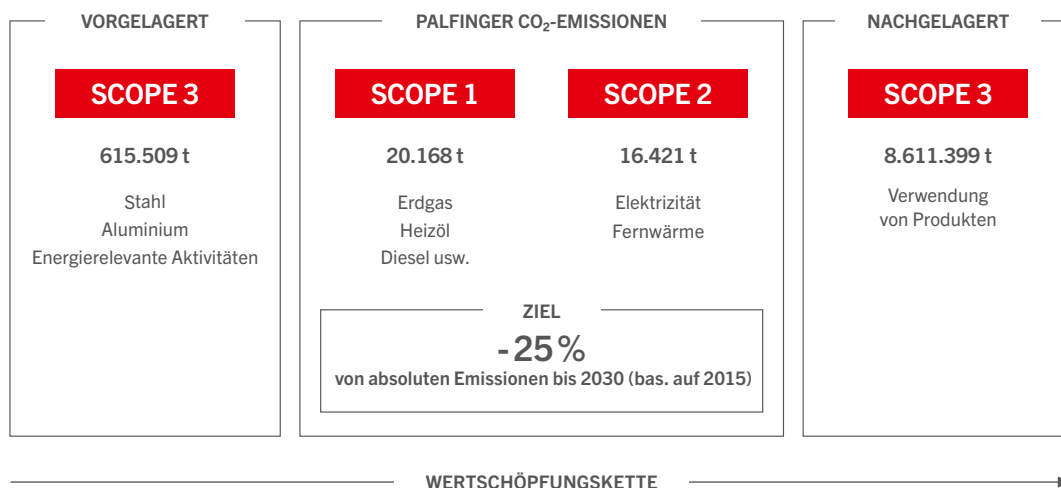 VORGELAGERT
SCOPE 3
615.509 t
Stahl
Aluminium
Energierelevante Aktivitäten
PALFINGER CO₂-EMISSIONEN
SCOPE 1
20.168 t
Erdgas
Heizöl
Diesel usw.
SCOPE 2
16.421 t
Elektrizität
Fernwärme
ZIEL
-25 %
von absoluten Emissionen bis 2030 (bas. auf 2015)
NACHGELAGERT
SCOPE 3
8.611.399 t
Verwendung
von Produkten
WERTSCHÖPFUNGSKETTE